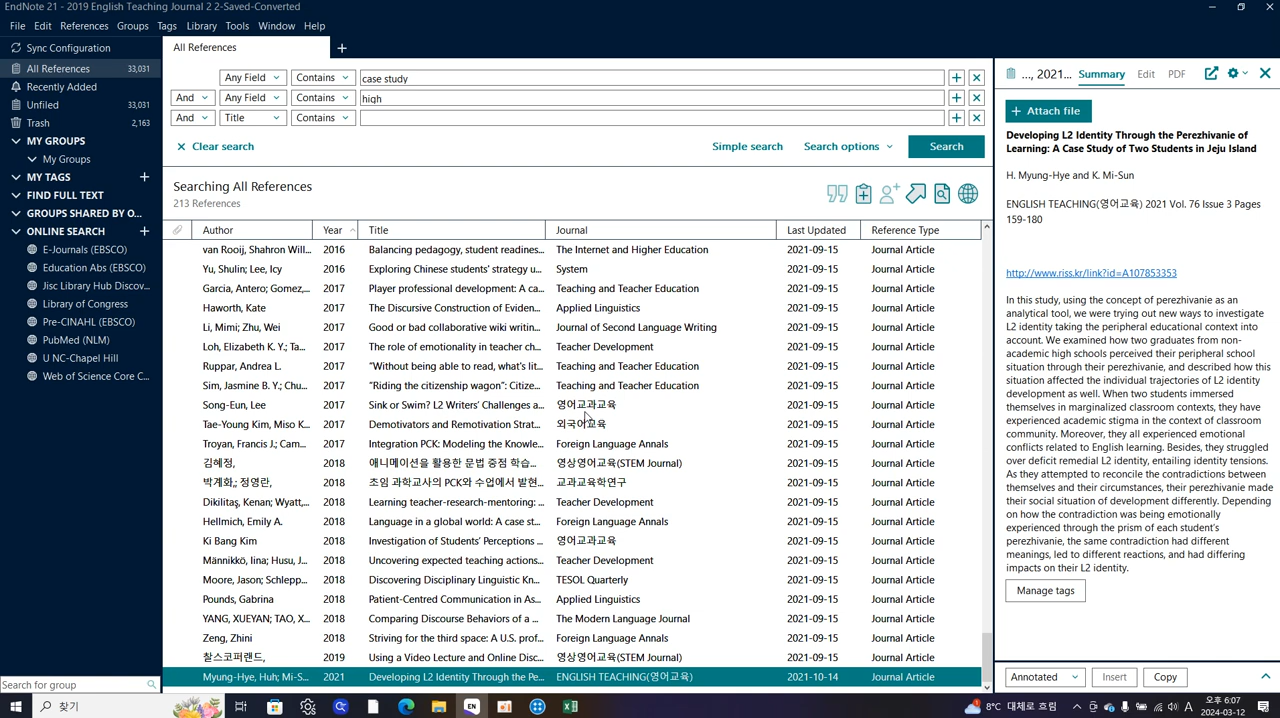 EndNote 21 - 2019 English Teaching Journal 2 2-Saved-Converted
File Edit References Groups Tags Library Tools Window Help
Sync Configuration
All References 33,031
Recently Added
Unfiled 33,031
Trash 2,163
MY GROUPS
My Groups
MY TAGS
FIND FULL TEXT
GROUPS SHARED BY O...
ONLINE SEARCH
E-Journals (EBSCO)
Education Abs (EBSCO)
Jisc Library Hub Discov...
Library of Congress
Pre-CINAHL (EBSCO)
PubMed (NLM)
U NC-Chapel Hill
Web of Science Core C...
Search for group
All References
Any Field Contains case study
And Any Field Contains high
And Title Contains
Clear search Simple search Search options Search
Searching All References
213 References
Author Year Title Journal Last Updated Reference Type
van Rooij, Sharron Will... 2016 Balancing pedagogy, student readines... The Internet and Higher Education 2021-09-15 Journal Article
Yu, Shulin; Lee, Icy 2016 Exploring Chinese students' strategy u... System 2021-09-15 Journal Article
Garcia, Antero; Gomez,... 2017 Player professional development: A ca... Teaching and Teacher Education 2021-09-15 Journal Article
Haworth, Kate 2017 The Discursive Construction of Eviden... Applied Linguistics 2021-09-15 Journal Article
Li, Mimi; Zhu, Wei 2017 Good or bad collaborative wiki writin... Journal of Second Language Writing 2021-09-15 Journal Article
Loh, Elizabeth K. Y.; Ta... 2017 The role of emotionality in teacher ch... Teacher Development 2021-09-15 Journal Article
Ruppar, Andrea L. 2017 “Without being able to read, what's lit... Teaching and Teacher Education 2021-09-15 Journal Article
Sim, Jasmine B. Y.; Chu... 2017 “Riding the citizenship wagon”: Citize... Teaching and Teacher Education 2021-09-15 Journal Article
Song-Eun, Lee 2017 Sink or Swim? L2 Writers’ Challenges a... 영어교과교육 2021-09-15 Journal Article
Tae-Young Kim, Miso K... 2017 Demotivators and Remotivation Strat... 외국어교육 2021-09-15 Journal Article
Troyan, Francis J.; Cam... 2017 Integration PCK: Modeling the Knowle... Foreign Language Annals 2021-09-15 Journal Article
김혜정, 2018 애니메이션을 활용한 문법 중점 학습... 영상영어교육(STEM Journal) 2021-09-15 Journal Article
박계화,; 정영란, 2018 초임 과학교사의 PCK와 수업에서 발현... 교과교육학연구 2021-09-15 Journal Article
Dikilitaş, Kenan; Wyatt,... 2018 Learning teacher-research-mentoring: ... Teacher Development 2021-09-15 Journal Article
Hellmich, Emily A. 2018 Language in a global world: A case st... Foreign Language Annals 2021-09-15 Journal Article
Ki Bang Kim 2018 Investigation of Students’ Perceptions ... 영어교과교육 2021-09-15 Journal Article
Männikkö, Iina; Husu, J... 2018 Uncovering expected teaching actions... Teacher Development 2021-09-15 Journal Article
Moore, Jason; Schlepp... 2018 Discovering Disciplinary Linguistic Kn... TESOL Quarterly 2021-09-15 Journal Article
Pounds, Gabrina 2018 Patient-Centred Communication in As... Applied Linguistics 2021-09-15 Journal Article
YANG, XUEYAN; TAO, X... 2018 Comparing Discourse Behaviors of a ... The Modern Language Journal 2021-09-15 Journal Article
Zeng, Zhini 2018 Striving for the third space: A U.S. prof... Foreign Language Annals 2021-09-15 Journal Article
찰스코퍼랜드, 2019 Using a Video Lecture and Online Disc... 영상영어교육(STEM Journal) 2021-09-15 Journal Article
Myung-Hye, Huh; Mi-S... 2021 Developing L2 Identity Through the Pe... ENGLISH TEACHING(영어교육) 2021-10-14 Journal Article
..., 2021... Summary Edit PDF
Attach file
Developing L2 Identity Through the Perezhivanie of
Learning: A Case Study of Two Students in Jeju Island
H. Myung-Hye and K. Mi-Sun
ENGLISH TEACHING(영어교육) 2021 Vol. 76 Issue 3 Pages
159-180
http://www.riss.kr/link?id=A107853353
In this study, using the concept of perezhivanie as an
analytical tool, we were trying out new ways to investigate
L2 identity taking the peripheral educational context into
account. We examined how two graduates from non-
academic high schools perceived their peripheral school
situation through their perezhivanie, and described how this
situation affected the individual trajectories of L2 identity
development as well. When two students immersed
themselves in marginalized classroom contexts, they have
experienced academic stigma in the context of classroom
community. Moreover, they all experienced emotional
conflicts related to English learning. Besides, they struggled
over deficit remedial L2 identity, entailing identity tensions.
As they attempted to reconcile the contradictions between
themselves and their circumstances, their perezhivanie made
their social situation of development differently. Depending
on how the contradiction was being emotionally
experienced through the prism of each student's
perezhivanie, the same contradiction had different
meanings, led to different reactions, and had differing
impacts on their L2 identity.
Manage tags
Annotated Insert Copy
찾기
EN
8°C 대체로 흐림
A
오후 6:07
2024-03-12